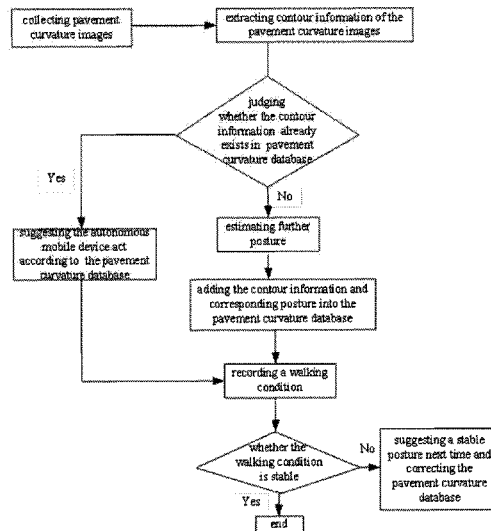 collecting pavement
curvature images
extracting contour information of the
pavement curvature images
judging
whether the contour
information already
exists in pavement
curvature database
Yes
No
suggesting the autonomous
mobile device act
according to the pavement
curvature database
estimating further
posture
adding the contour information and
corresponding posture into the
pavement curvature database
recording a walking
condition
whether the
walking condition
is stable
No
suggesting a stable
posture next time and
correcting the
pavement curvature
database
Yes
end